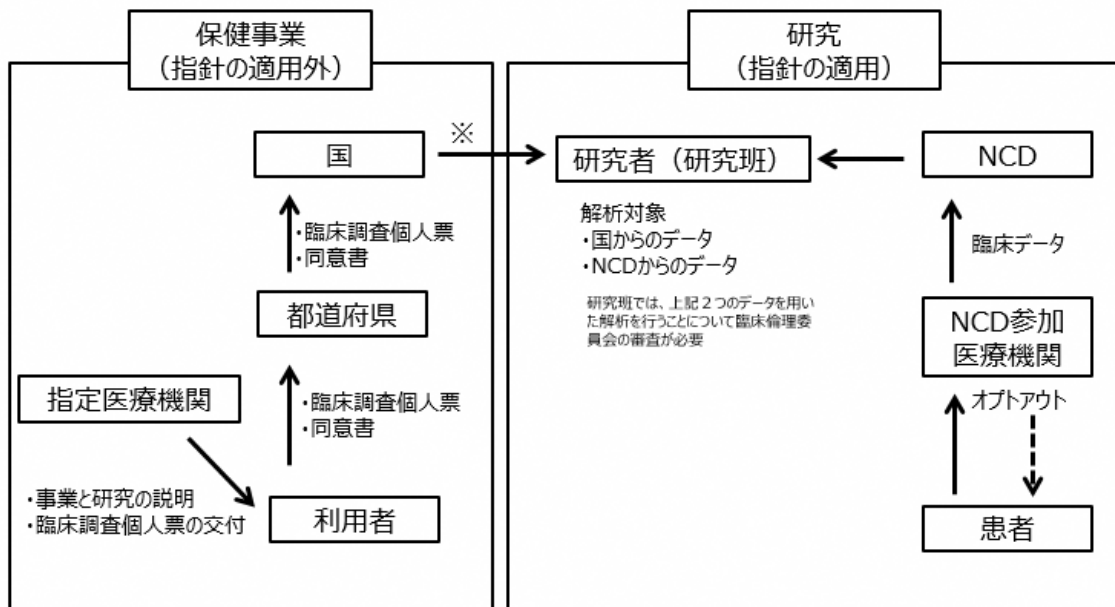 保健事業
（指針の適用外）
国
※
・臨床調査個人票
・同意書
都道府県
指定医療機関
・臨床調査個人票
・同意書
・事業と研究の説明
・臨床調査個人票の交付
利用者
研究
（指針の適用）
研究者（研究班）
NCD
解析対象
・国からのデータ
・NCDからのデータ
臨床データ
研究班では、上記２つのデータを用い
た解析を行うことについて臨床倫理委
員会の審査が必要
NCD参加
医療機関
オプトアウト
患者